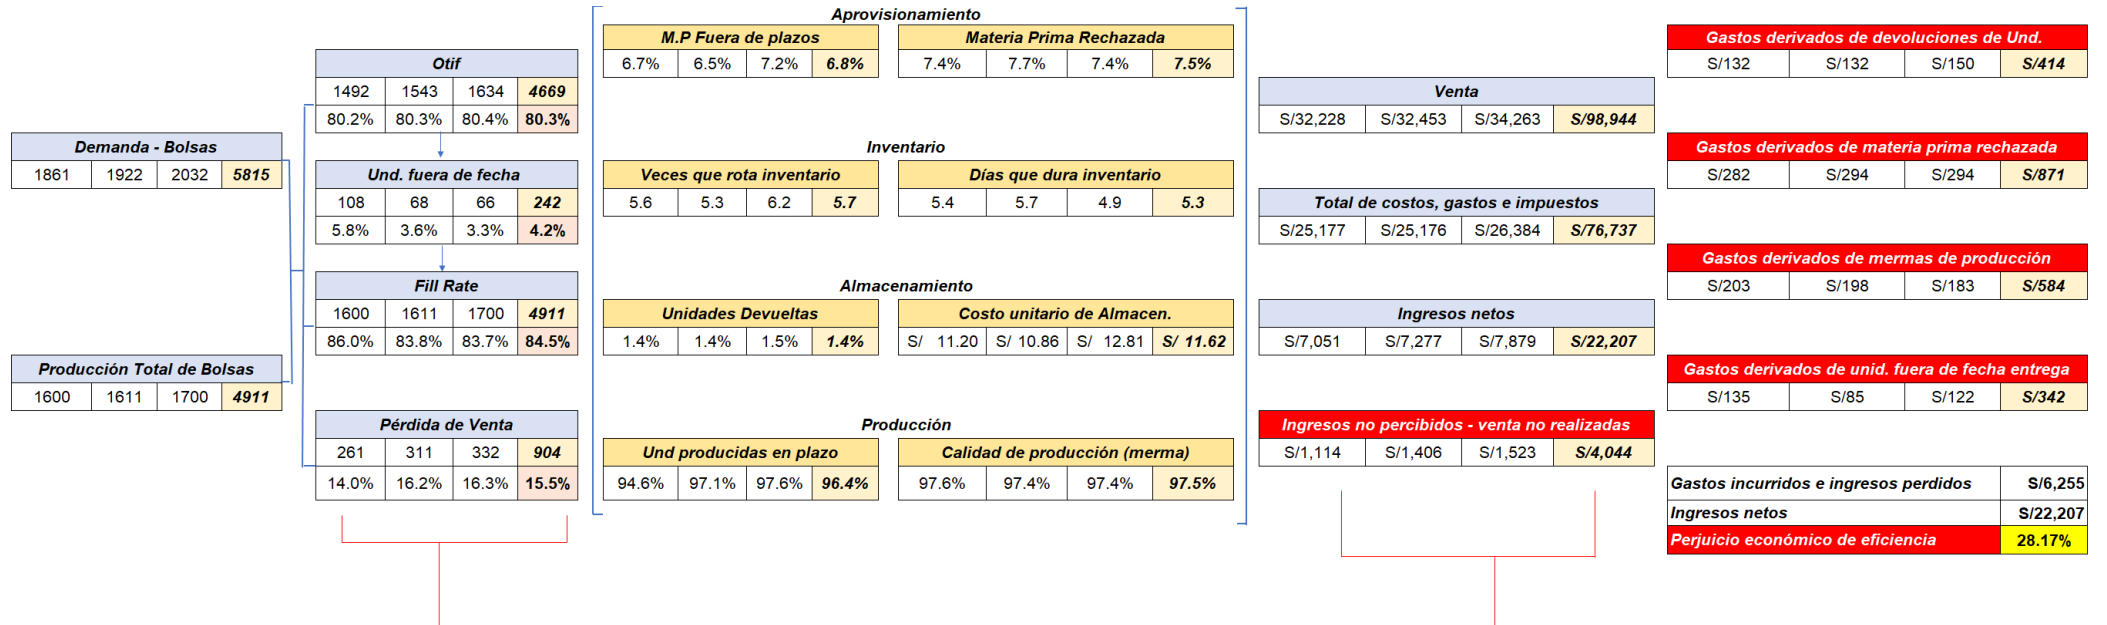 Demanda - Bolsas
1861 1922 2032 5815
Producción Total de Bolsas
1600 1611 1700 4911
Otif
1492 1543 1634 4669
80.2% 80.3% 80.4% 80.3%
Und. fuera de fecha
108 68 66 242
5.8% 3.6% 3.3% 4.2%
Fill Rate
1600 1611 1700 4911
86.0% 83.8% 83.7% 84.5%
Pérdida de Venta
261 311 332 904
14.0% 16.2% 16.3% 15.5%
Aprovisionamiento
M.P Fuera de plazos
6.7% 6.5% 7.2% 6.8%
Materia Prima Rechazada
7.4% 7.7% 7.4% 7.5%
Inventario
Veces que rota inventario
5.6 5.3 6.2 5.7
Días que dura inventario
5.4 5.7 4.9 5.3
Almacenamiento
Unidades Devueltas
1.4% 1.4% 1.5% 1.4%
Costo unitario de Almacen.
S/ 11.20 S/ 10.86 S/ 12.81 S/ 11.62
Producción
Und producidas en plazo
94.6% 97.1% 97.6% 96.4%
Calidad de producción (merma)
97.6% 97.4% 97.4% 97.5%
Venta
S/32,228 S/32,453 S/34,263 S/98,944
Total de costos, gastos e impuestos
S/25,177 S/25,176 S/26,384 S/76,737
Ingresos netos
S/7,051 S/7,277 S/7,879 S/22,207
Ingresos no percibidos - venta no realizadas
S/1,114 S/1,406 S/1,523 S/4,044
Gastos derivados de devoluciones de Und.
S/132 S/132 S/150 S/414
Gastos derivados de materia prima rechazada
S/282 S/294 S/294 S/871
Gastos derivados de mermas de producción
S/203 S/198 S/183 S/584
Gastos derivados de unid. fuera de fecha entrega
S/135 S/85 S/122 S/342
Gastos incurridos e ingresos perdidos S/6,255
Ingresos netos S/22,207
Perjuicio económico de eficiencia 28.17%